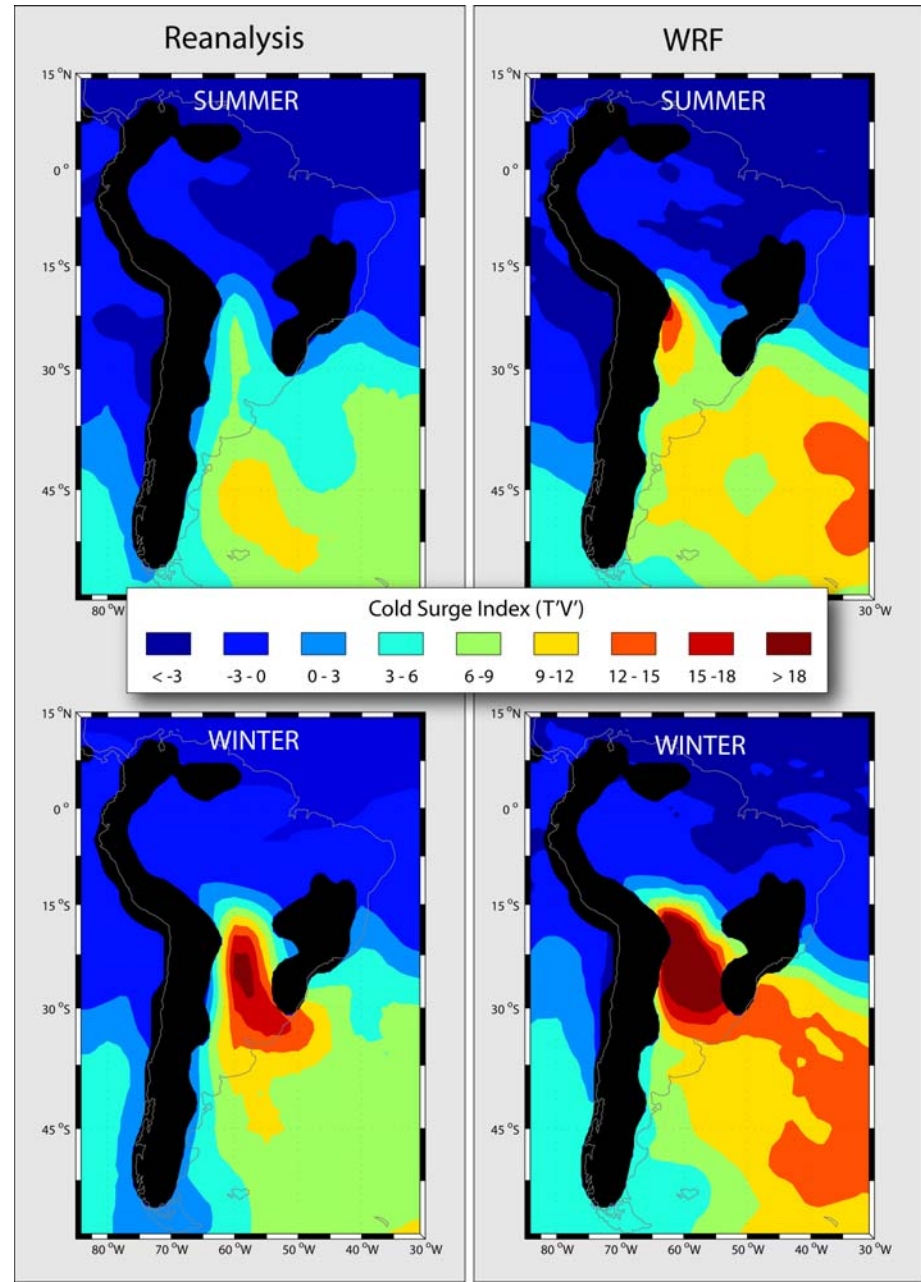 Reanalysis
WRF
15 °N
SUMMER
0 °
15 °S
30 °S
45 °S
80 °W
SUMMER
30 °W
Cold Surge Index (T'V')
< -3 -3 - 0 0 - 3 3 - 6 6 - 9 9 -12 12 - 15 15 -18 > 18
15 °N
WINTER
0 °
15 °S
30 °S
45 °S
80 °W 70 °W 60 °W 50 °W 40 °W 30 °W
15 °N
SUMMER
0 °
15 °S
30 °S
45 °S
15 °N
WINTER
0 °
15 °S
30 °S
45 °S
80 °W 70 °W 60 °W 50 °W 40 °W 30 °W